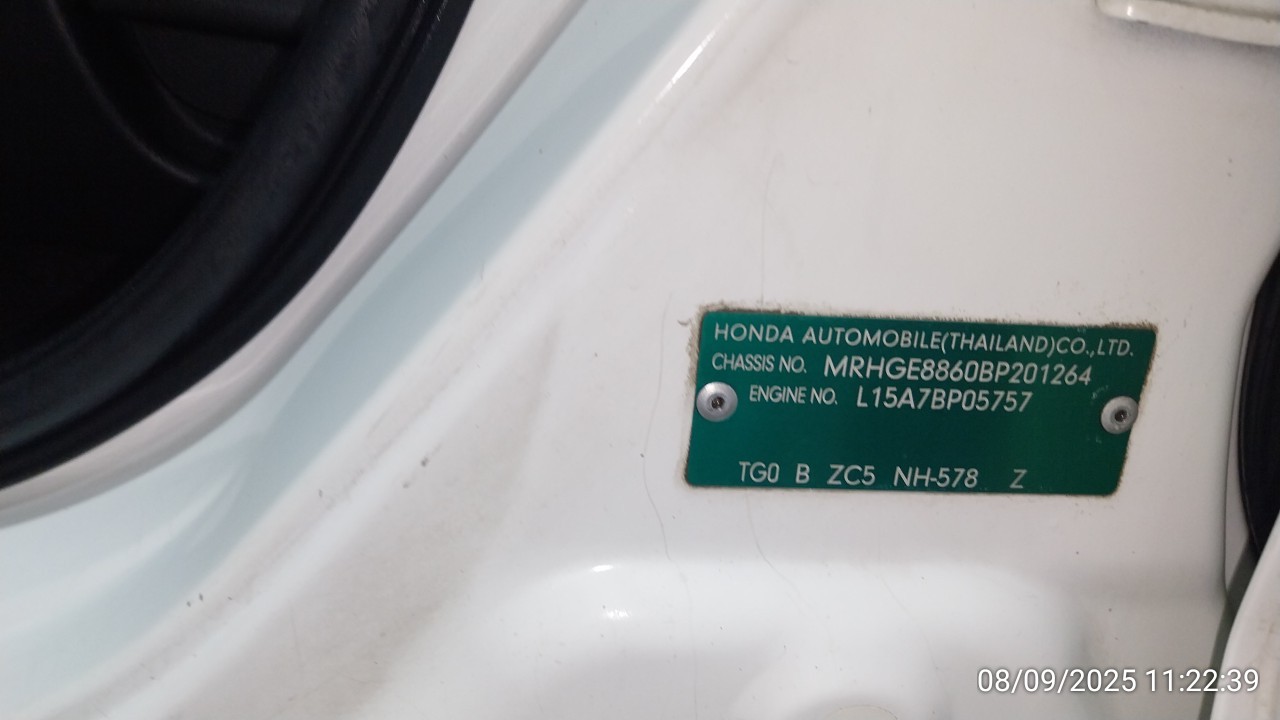 HONDA AUTOMOBILE(THAILAND)CO.,LTD.
CHASSIS NO. MRHGE8860BP201264
ENGINE NO. L15A7BP05757
TG0 B ZC5 NH-578 Z
08/09/2025 11:22:39